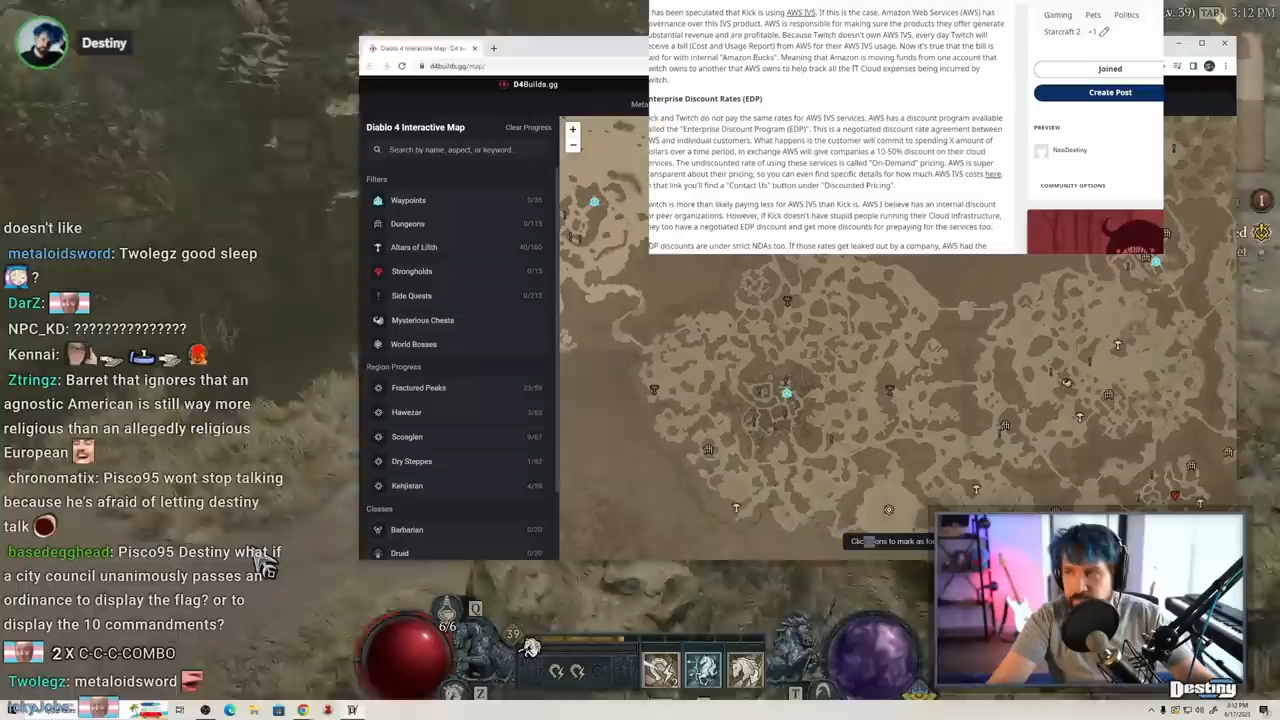 Destiny
doesn't like
metaloidsword: Twolegz good sleep
?
DarZ:
NPC_KD: ???????????????
Kennai:
Ztringz: Barret that ignores that an
agnostic American is still way more
religious than an allegedly religious
European
chronomatix: Pisco95 wont stop talking
because he's afraid of letting destiny
talk
basedegghead: Pisco95 Destiny what if
a city council unanimously passes an
ordinance to display the flag? or to
display the 10 commandments?
2 X C-C-C-COMBO
Twolegz: metaloidsword
Diablo 4 Interactive Map - D4 b
d4builds.gg/map/
D4Builds.gg
Meta
Diablo 4 Interactive Map
Clear Progress
Search by name, aspect, or keyword...
Filters
Waypoints 0/35
Dungeons 0/115
Altars of Lilith 40/160
Strongholds 0/15
Side Quests 0/213
Mysterious Chests
World Bosses
Region Progress
Fractured Peaks 23/59
Hawezar 3/63
Scosglen 9/67
Dry Steppes 1/62
Kehjistan 4/59
Classes
Barbarian 0/20
Druid 0/20
has been speculated that Kick is using AWS IVS. If this is the case, Amazon Web Services (AWS) has
overnance over this IVS product. AWS is responsible for making sure the products they offer generate
ubstantial revenue and are profitable. Because Twitch doesn't own AWS IVS, every day Twitch will
eceive a bill (Cost and Usage Report) from AWS for their AWS IVS usage. Now it's true that the bill is
aid for with internal "Amazon Bucks". Meaning that Amazon is moving funds from one account that
witch owns to another that AWS owns to help track all the IT Cloud expenses being incurred by
witch.
nterprise Discount Rates (EDP)
ick and Twitch do not pay the same rates for AWS IVS services. AWS has a discount program available
alled the "Enterprise Discount Program (EDP)". This is a negotiated discount rate agreement between
WS and individual customers. What happens is the customer will commit to spending X amount of
ollars over a time period, in exchange AWS will give companies a 10-50% discount on their cloud
ervices. The undiscounted rate of using these services is called "On-Demand" pricing. AWS is super
ransparent about their pricing, so you can even find specific details for how much AWS IVS costs here.
n that link you'll find a "Contact Us" button under "Discounted Pricing".
witch is more than likely paying less for AWS IVS than Kick is. AWS I believe has an internal discount
or peer organizations. However, if Kick doesn't have stupid people running their Cloud infrastructure,
hey too have a negotiated EDP discount and get more discounts for prepaying for the services too.
DP discounts are under strict NDAs too. If those rates get leaked out by a company, AWS had the
Gaming Pets Politics
Starcraft 2 +1
Joined
Create Post
PREVIEW
NeoDestiny
COMMUNITY OPTIONS
TAB
3:12 PM
6/6
Q
39
Z
T
Destiny
3:12 PM
6/17/2023